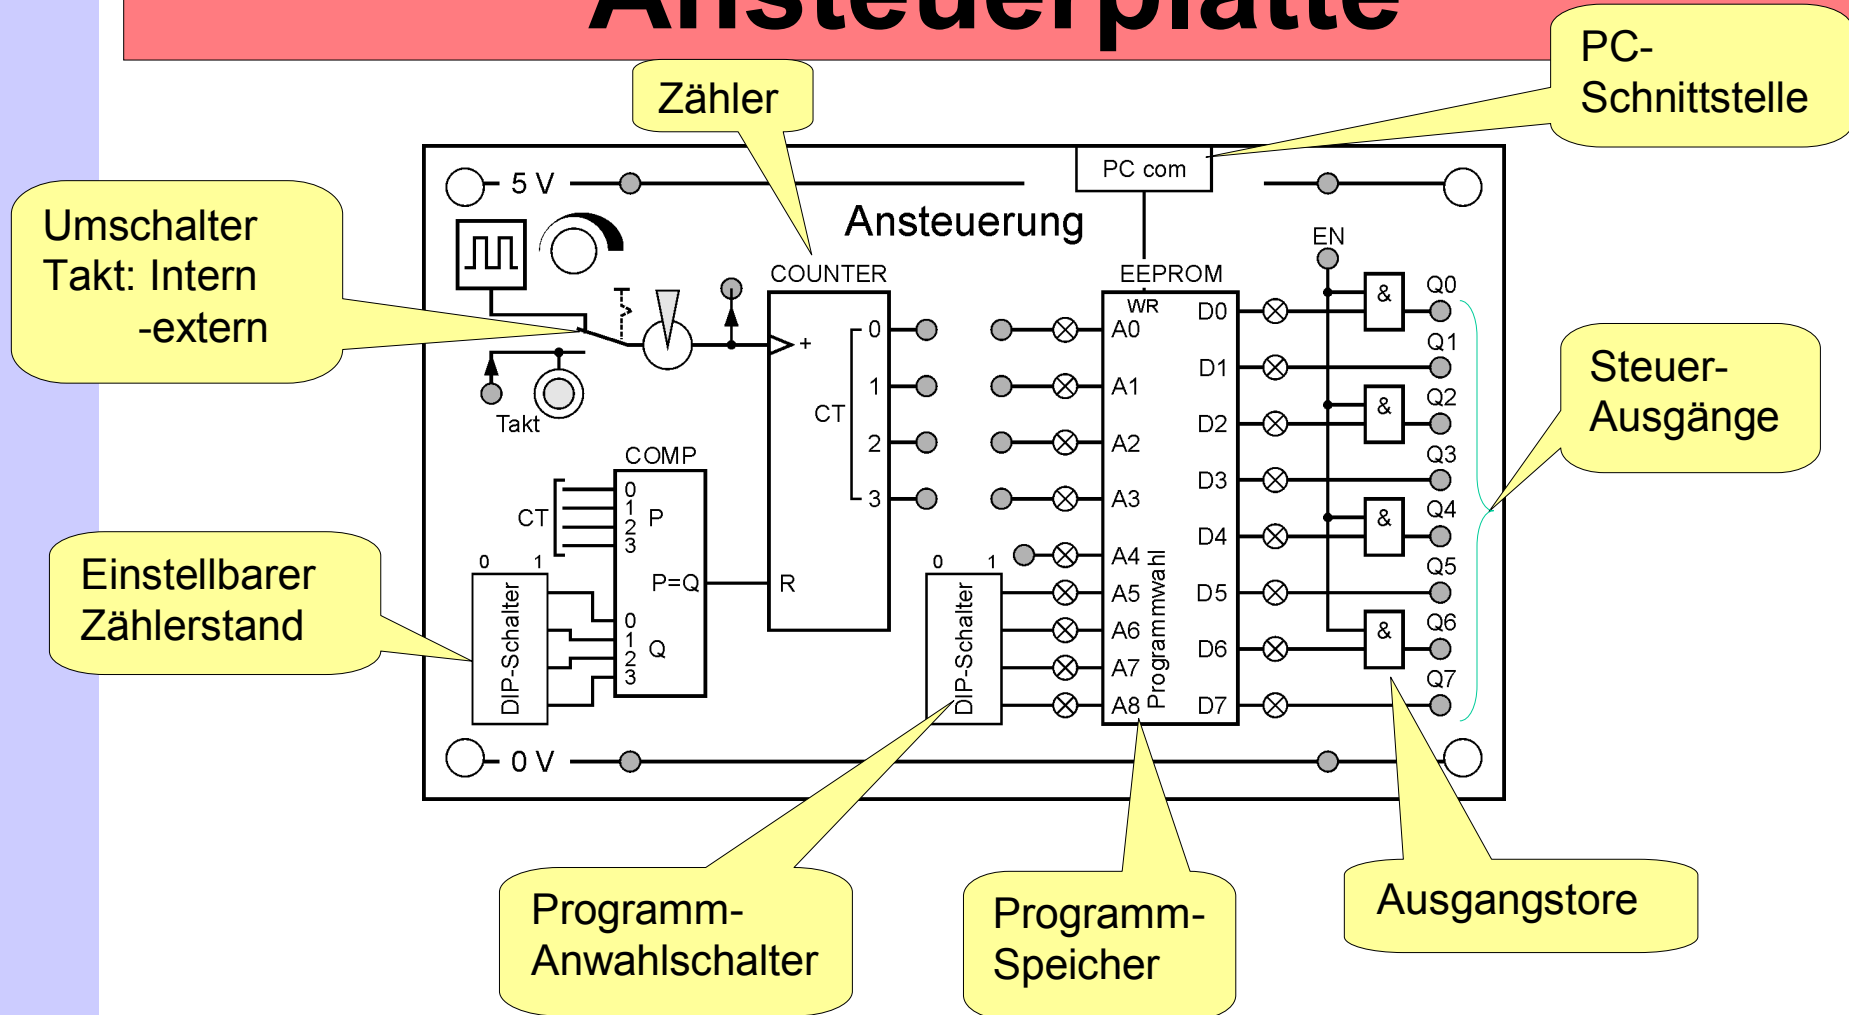 Ansteuerplatte
PC-
Schnittstelle
Zähler
PC com
5 V
Umschalter
Takt: Intern
-extern
Ansteuerung
EN
COUNTER
EEPROM
WR
+
CT
0
1
2
3
R
A0
A1
A2
A3
A4
A5
A6
A7
A8
Programmwahl
D0
D1
D2
D3
D4
D5
D6
D7
&
&
&
&
Q0
Q1
Q2
Q3
Q4
Q5
Q6
Q7
Steuer-
Ausgänge
Takt
COMP
CT
0
1
2
3
P
P=Q
0
1
2
3
Q
Einstellbarer
Zählerstand
0 1
DIP-Schalter
0 1
DIP-Schalter
0 V
Programm-
Anwahlschalter
Programm-
Speicher
Ausgangstore